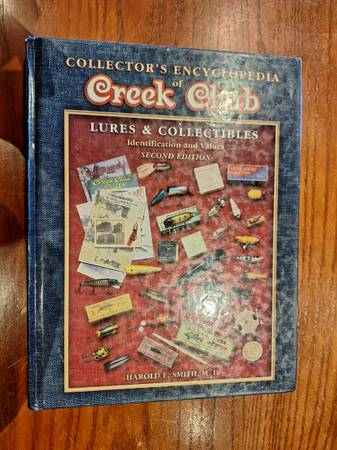 COLLECTOR'S ENCYCLOPEDIA
of
Creek Chub
LURES & COLLECTIBLES
Identification and Values
SECOND EDITION
HAROLD E. SMITH, M. D.